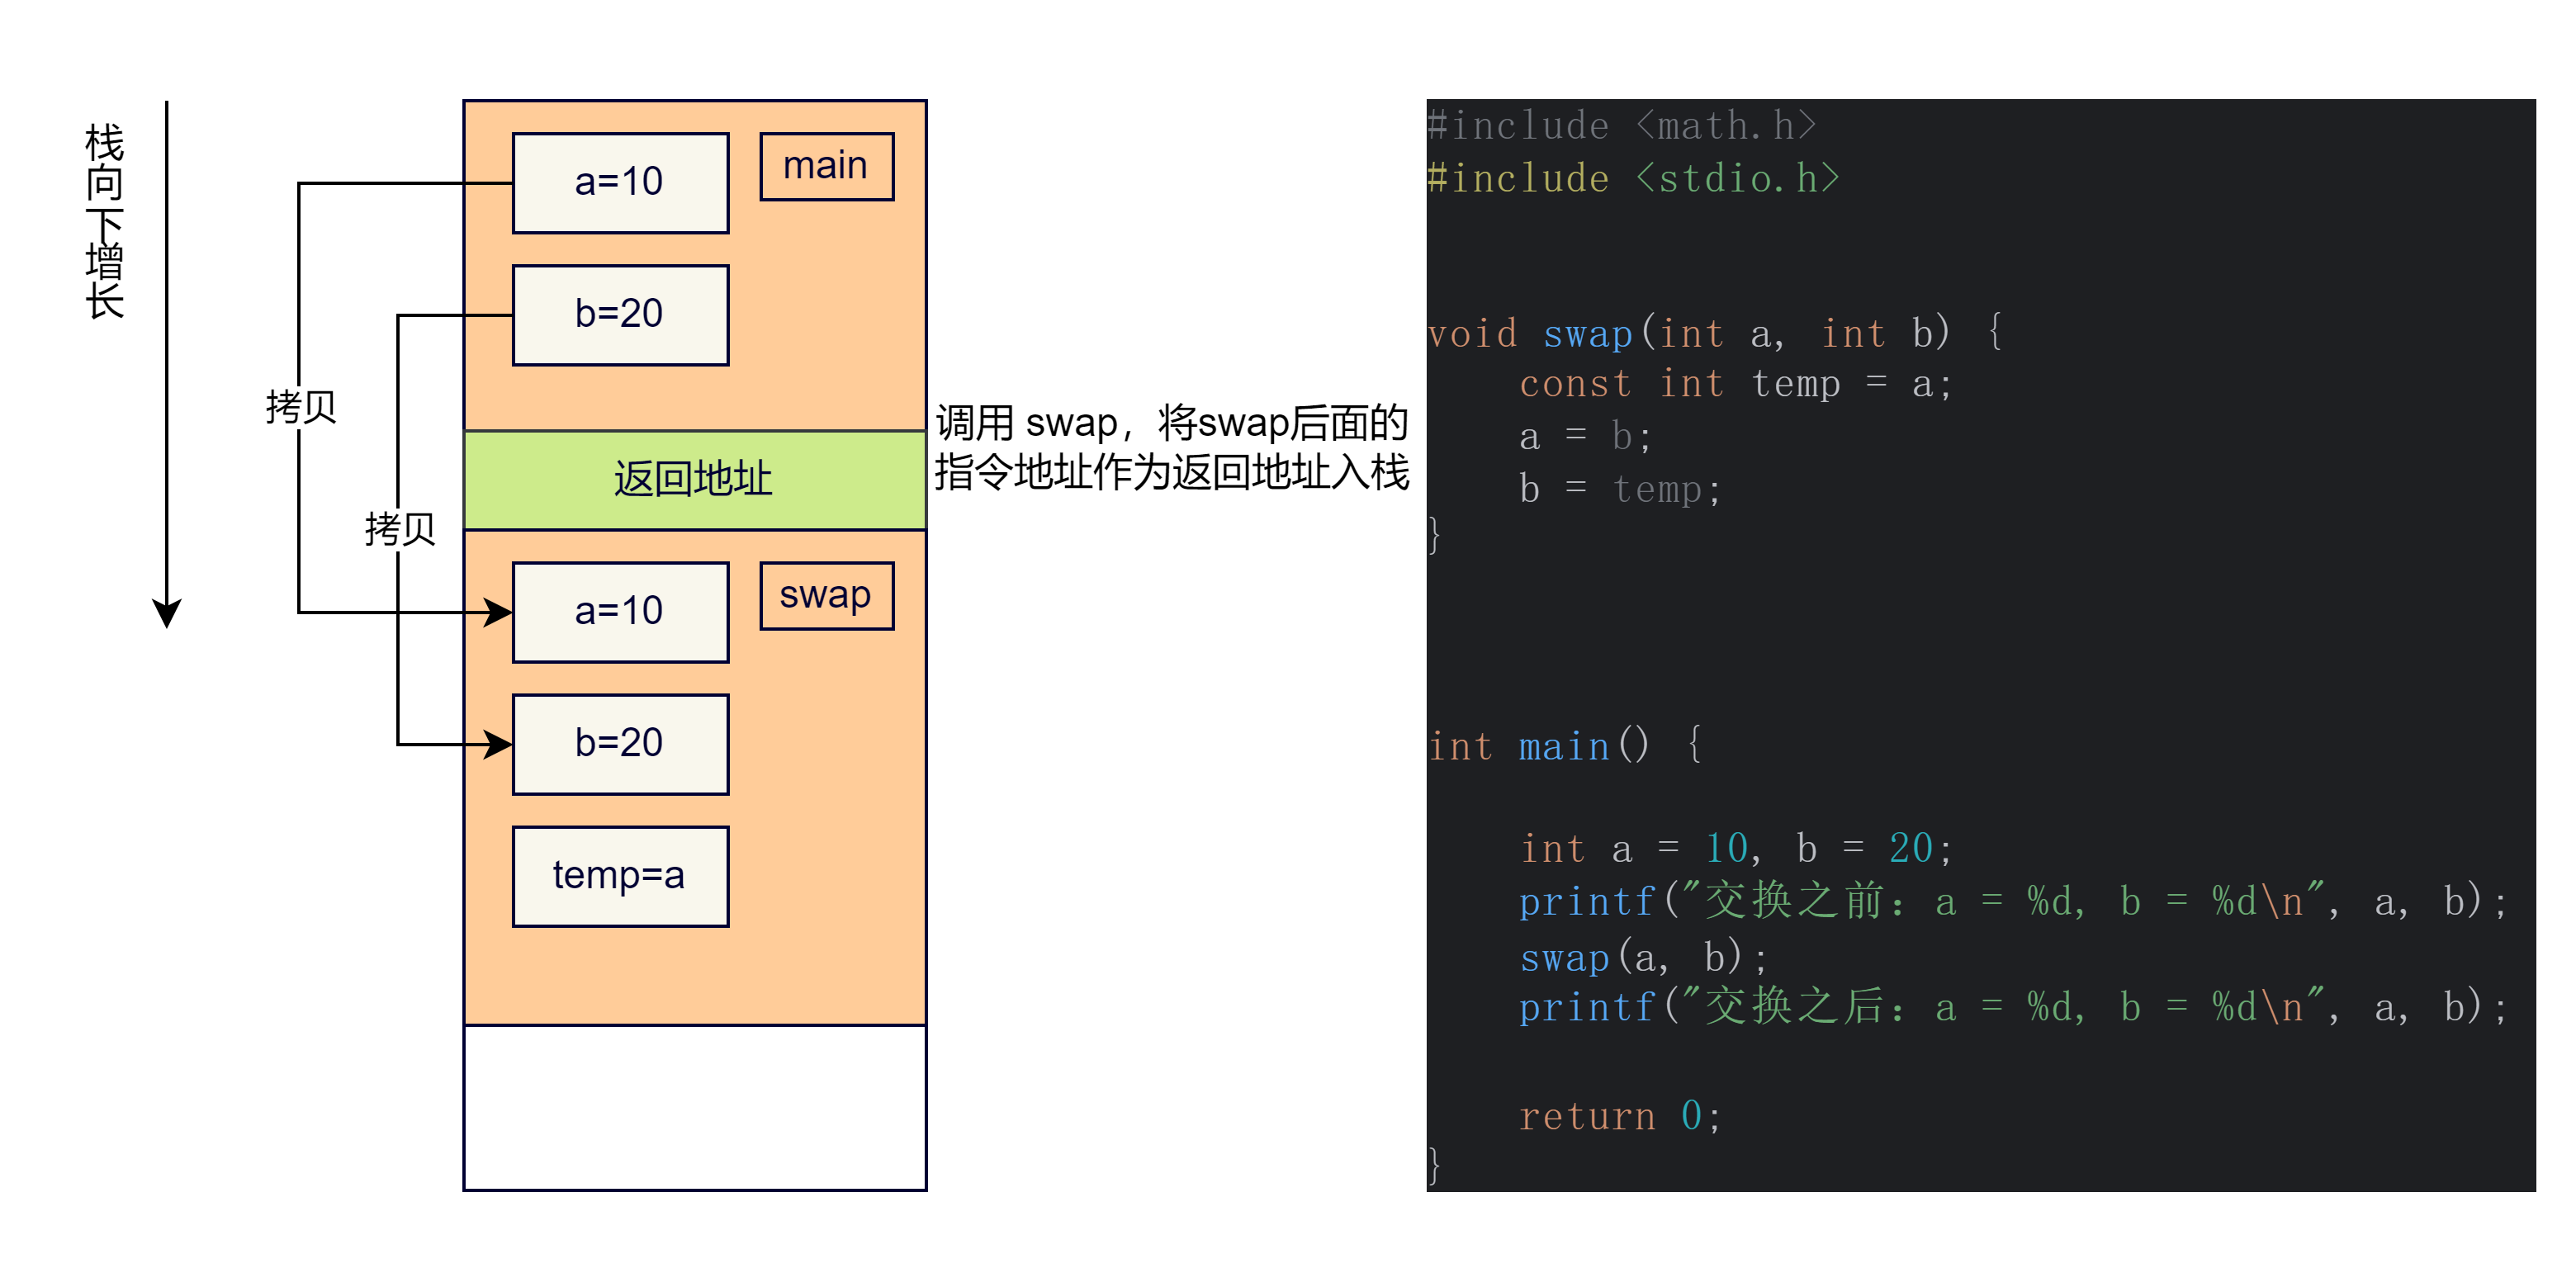 栈向下增长
a=10
main
b=20
拷贝
拷贝
返回地址
调用 swap，将swap后面的
指令地址作为返回地址入栈
a=10
swap
b=20
temp=a
#include <math.h>
#include <stdio.h>
void swap(int a, int b) {
    const int temp = a;
    a = b;
    b = temp;
}
int main() {
    int a = 10, b = 20;
    printf("交换之前：a = %d, b = %d\n", a, b);
    swap(a, b);
    printf("交换之后：a = %d, b = %d\n", a, b);
    return 0;
}